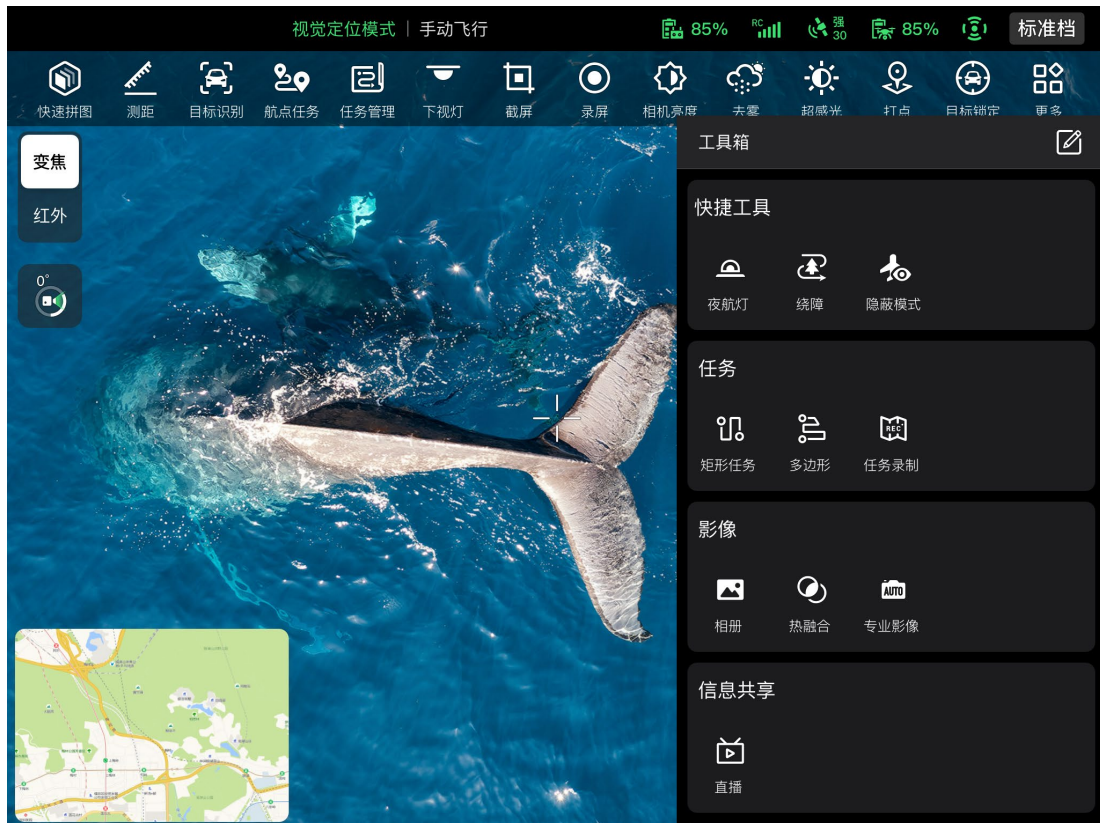 视觉定位模式 | 手动飞行
85%
RC
强
30
85%
标准档
快速拼图 测距 目标识别 航点任务 任务管理 下视灯 截屏 录屏 相机亮度 去雾 超感光 打点 目标锁定 更多
变焦
红外
0°
工具箱
快捷工具
夜航灯 绕障 隐蔽模式
任务
REC
矩形任务 多边形 任务录制
影像
AUTO
相册 热融合 专业影像
信息共享
直播